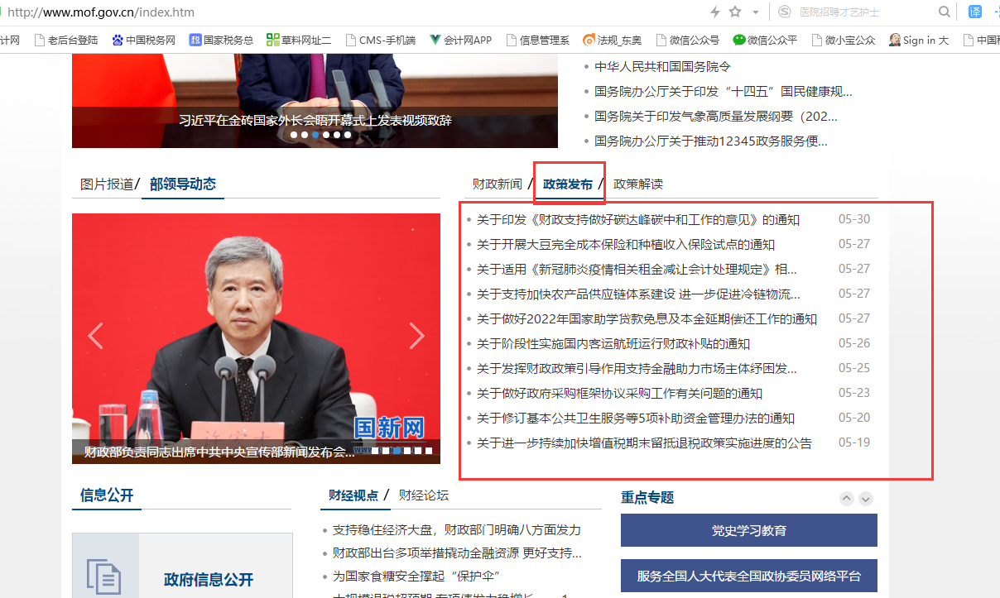 http://www.mof.gov.cn/index.htm
医院招聘才艺护士
译
计网 老后台登陆 中国税务网 国家税务总 草料网址二 CMS-手机端 会计网APP 信息管理系 法规_东奥 微信公众号 微信公众平 微小宝公众 Sign in 大 中国
中华人民共和国国务院令
国务院办公厅关于印发“十四五”国民健康规...
国务院关于印发气象高质量发展纲要（202...
国务院办公厅关于推动12345政务服务便...
习近平在金砖国家外长会晤开幕式上发表视频致辞
图片报道/ 部领导动态
财政新闻 / 政策发布 / 政策解读
关于印发《财政支持做好碳达峰碳中和工作的意见》的通知 05-30
关于开展大豆完全成本保险和种植收入保险试点的通知 05-27
关于适用《新冠肺炎疫情相关租金减让会计处理规定》相... 05-27
关于支持加快农产品供应链体系建设 进一步促进冷链物流... 05-27
关于做好2022年国家助学贷款免息及本金延期偿还工作的通知 05-27
关于阶段性实施国内客运航班运行财政补贴的通知 05-26
关于发挥财政政策引导作用支持金融助力市场主体纾困发... 05-25
关于做好政府采购框架协议采购工作有关问题的通知 05-23
关于修订基本公共卫生服务等5项补助资金管理办法的通知 05-20
关于进一步持续加快增值税期末留抵退税政策实施进度的公告 05-19
国新网
财政部负责同志出席中共中央宣传部新闻发布会...
信息公开
政府信息公开
财经视点 / 财经论坛
支持稳住经济大盘，财政部门明确八方面发力
财政部出台多项举措撬动金融资源 更好支持...
为国家食糖安全撑起“保护伞”
重点专题
党史学习教育
服务全国人大代表全国政协委员网络平台